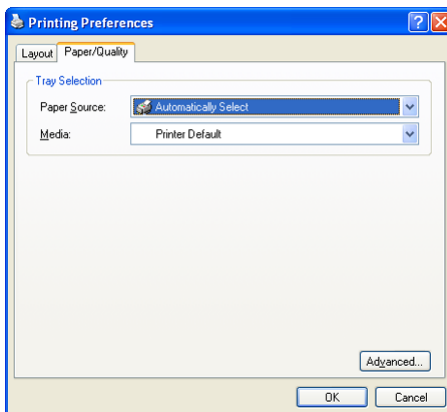 Printing Preferences
Layout Paper/Quality
Tray Selection
Paper Source: Automatically Select
Media: Printer Default
Advanced...
OK Cancel